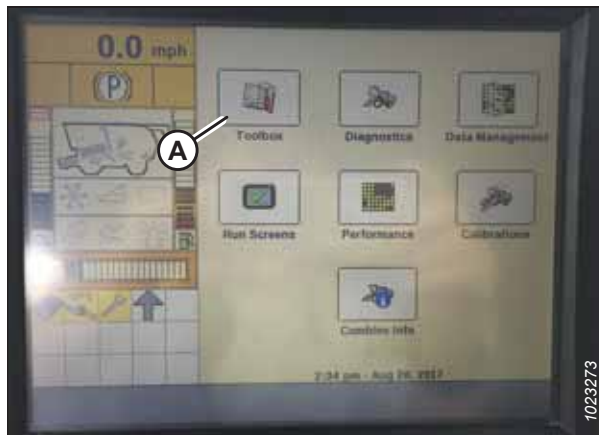 0.0 mph
(P)
A
Toolbox
Diagnostics
Data Management
Run Screens
Performance
Calibrations
Combine Info
2:34 pm - Aug 24, 2017
1023273